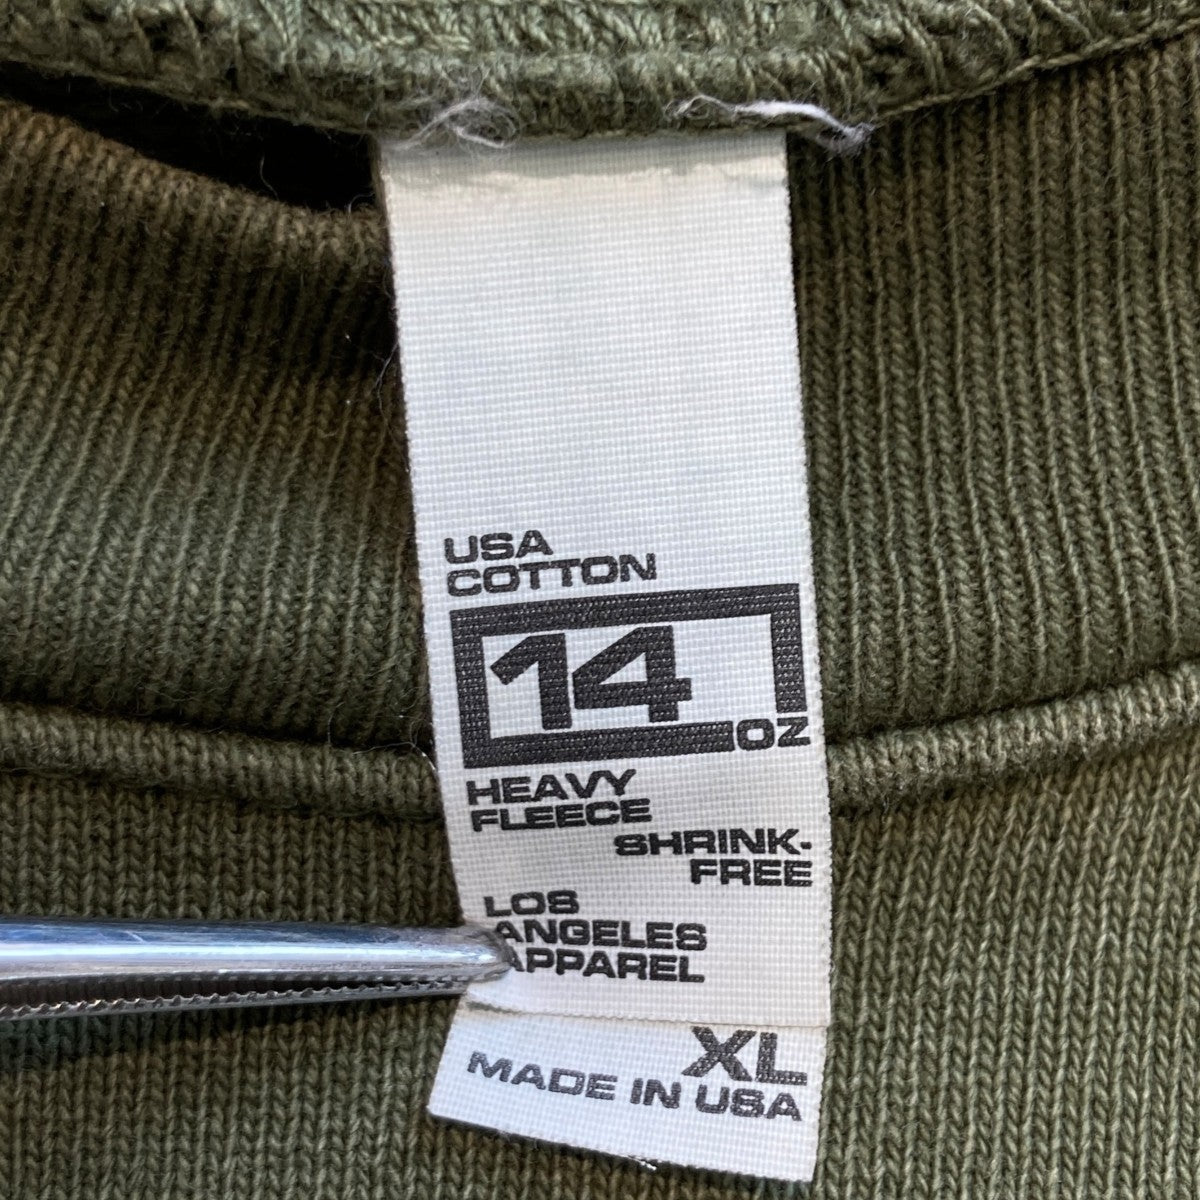 USA
COTTON
14 OZ
HEAVY
FLEECE
SHRINK-
FREE
LOS
ANGELES
APPAREL
XL
MADE IN USA